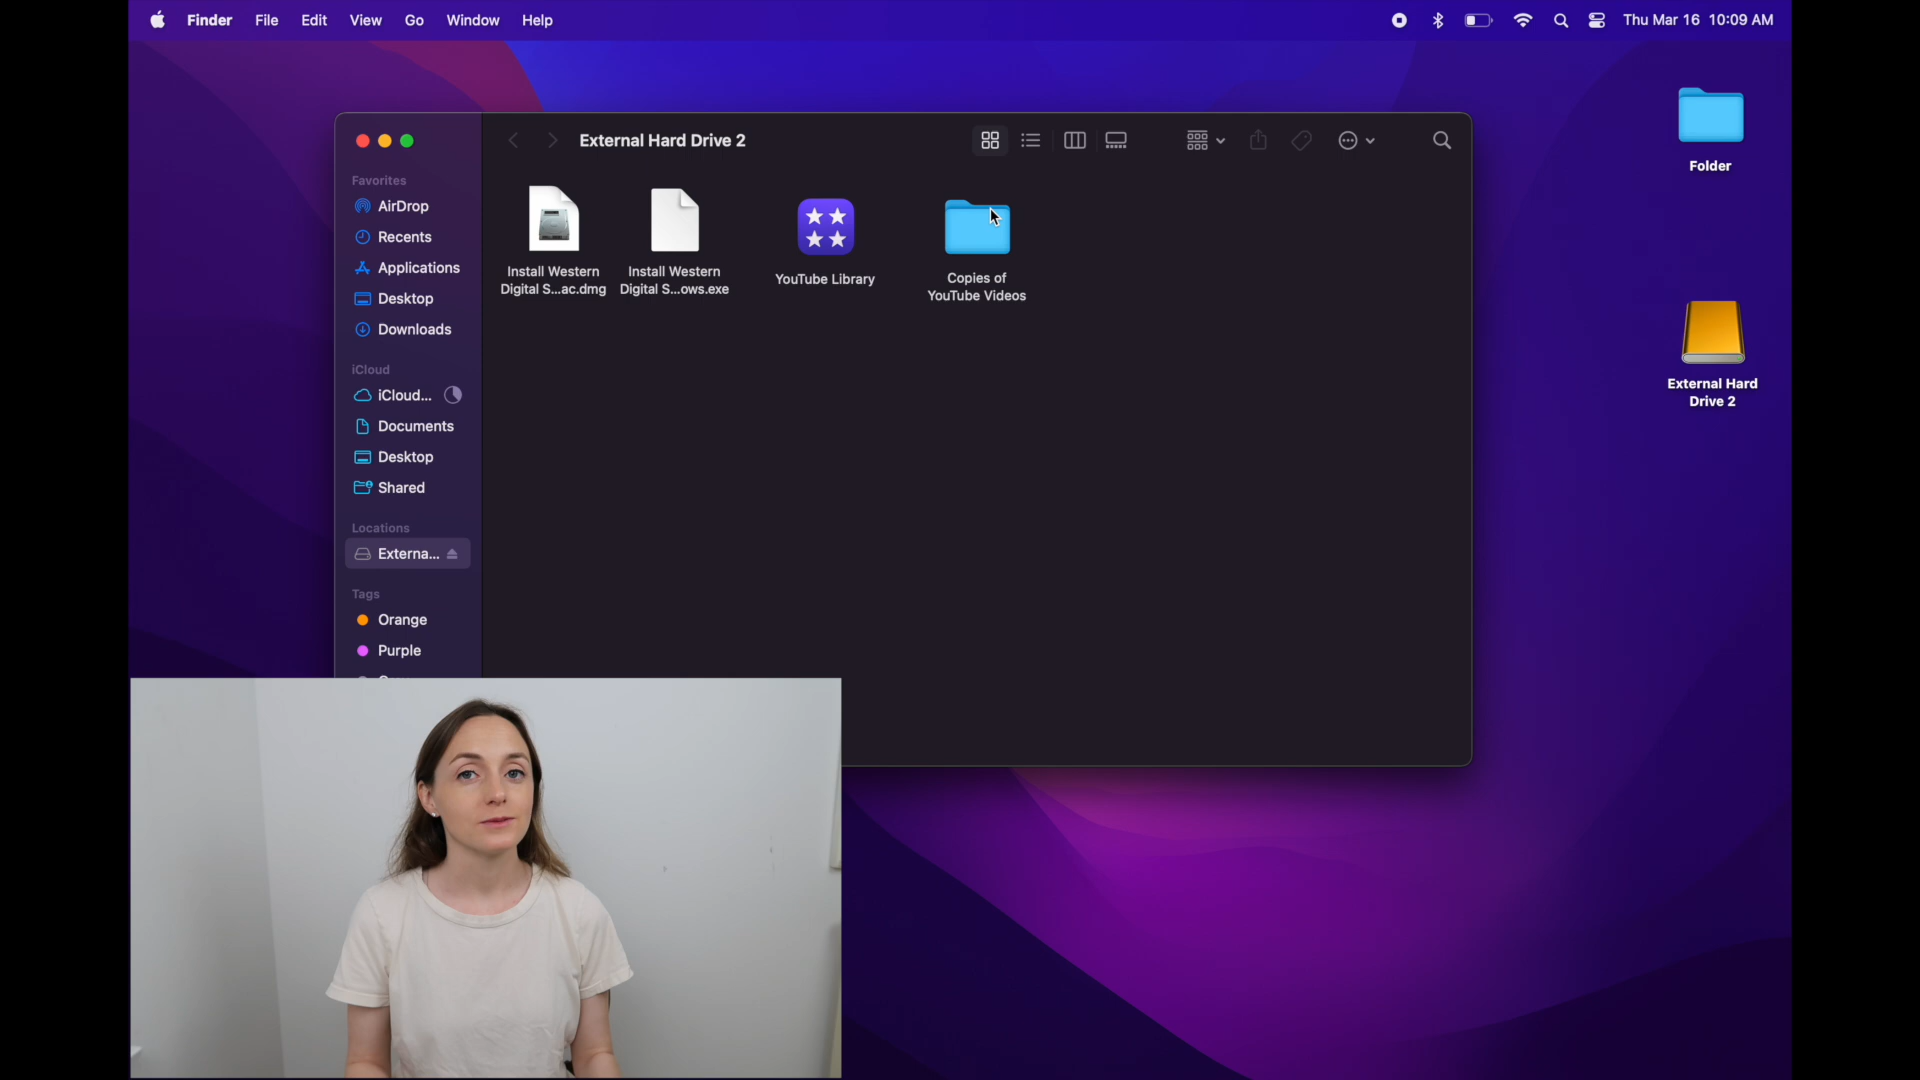 Finder File Edit View Go Window Help
Thu Mar 16 10:09 AM
External Hard Drive 2
Favorites
AirDrop
Recents
Applications
Desktop
Downloads
iCloud
iCloud...
Documents
Desktop
Shared
Locations
Externa...
Tags
Orange
Purple
Install Western
Digital S...ac.dmg
Install Western
Digital S...ows.exe
YouTube Library
Copies of
YouTube Videos
Folder
External Hard
Drive 2